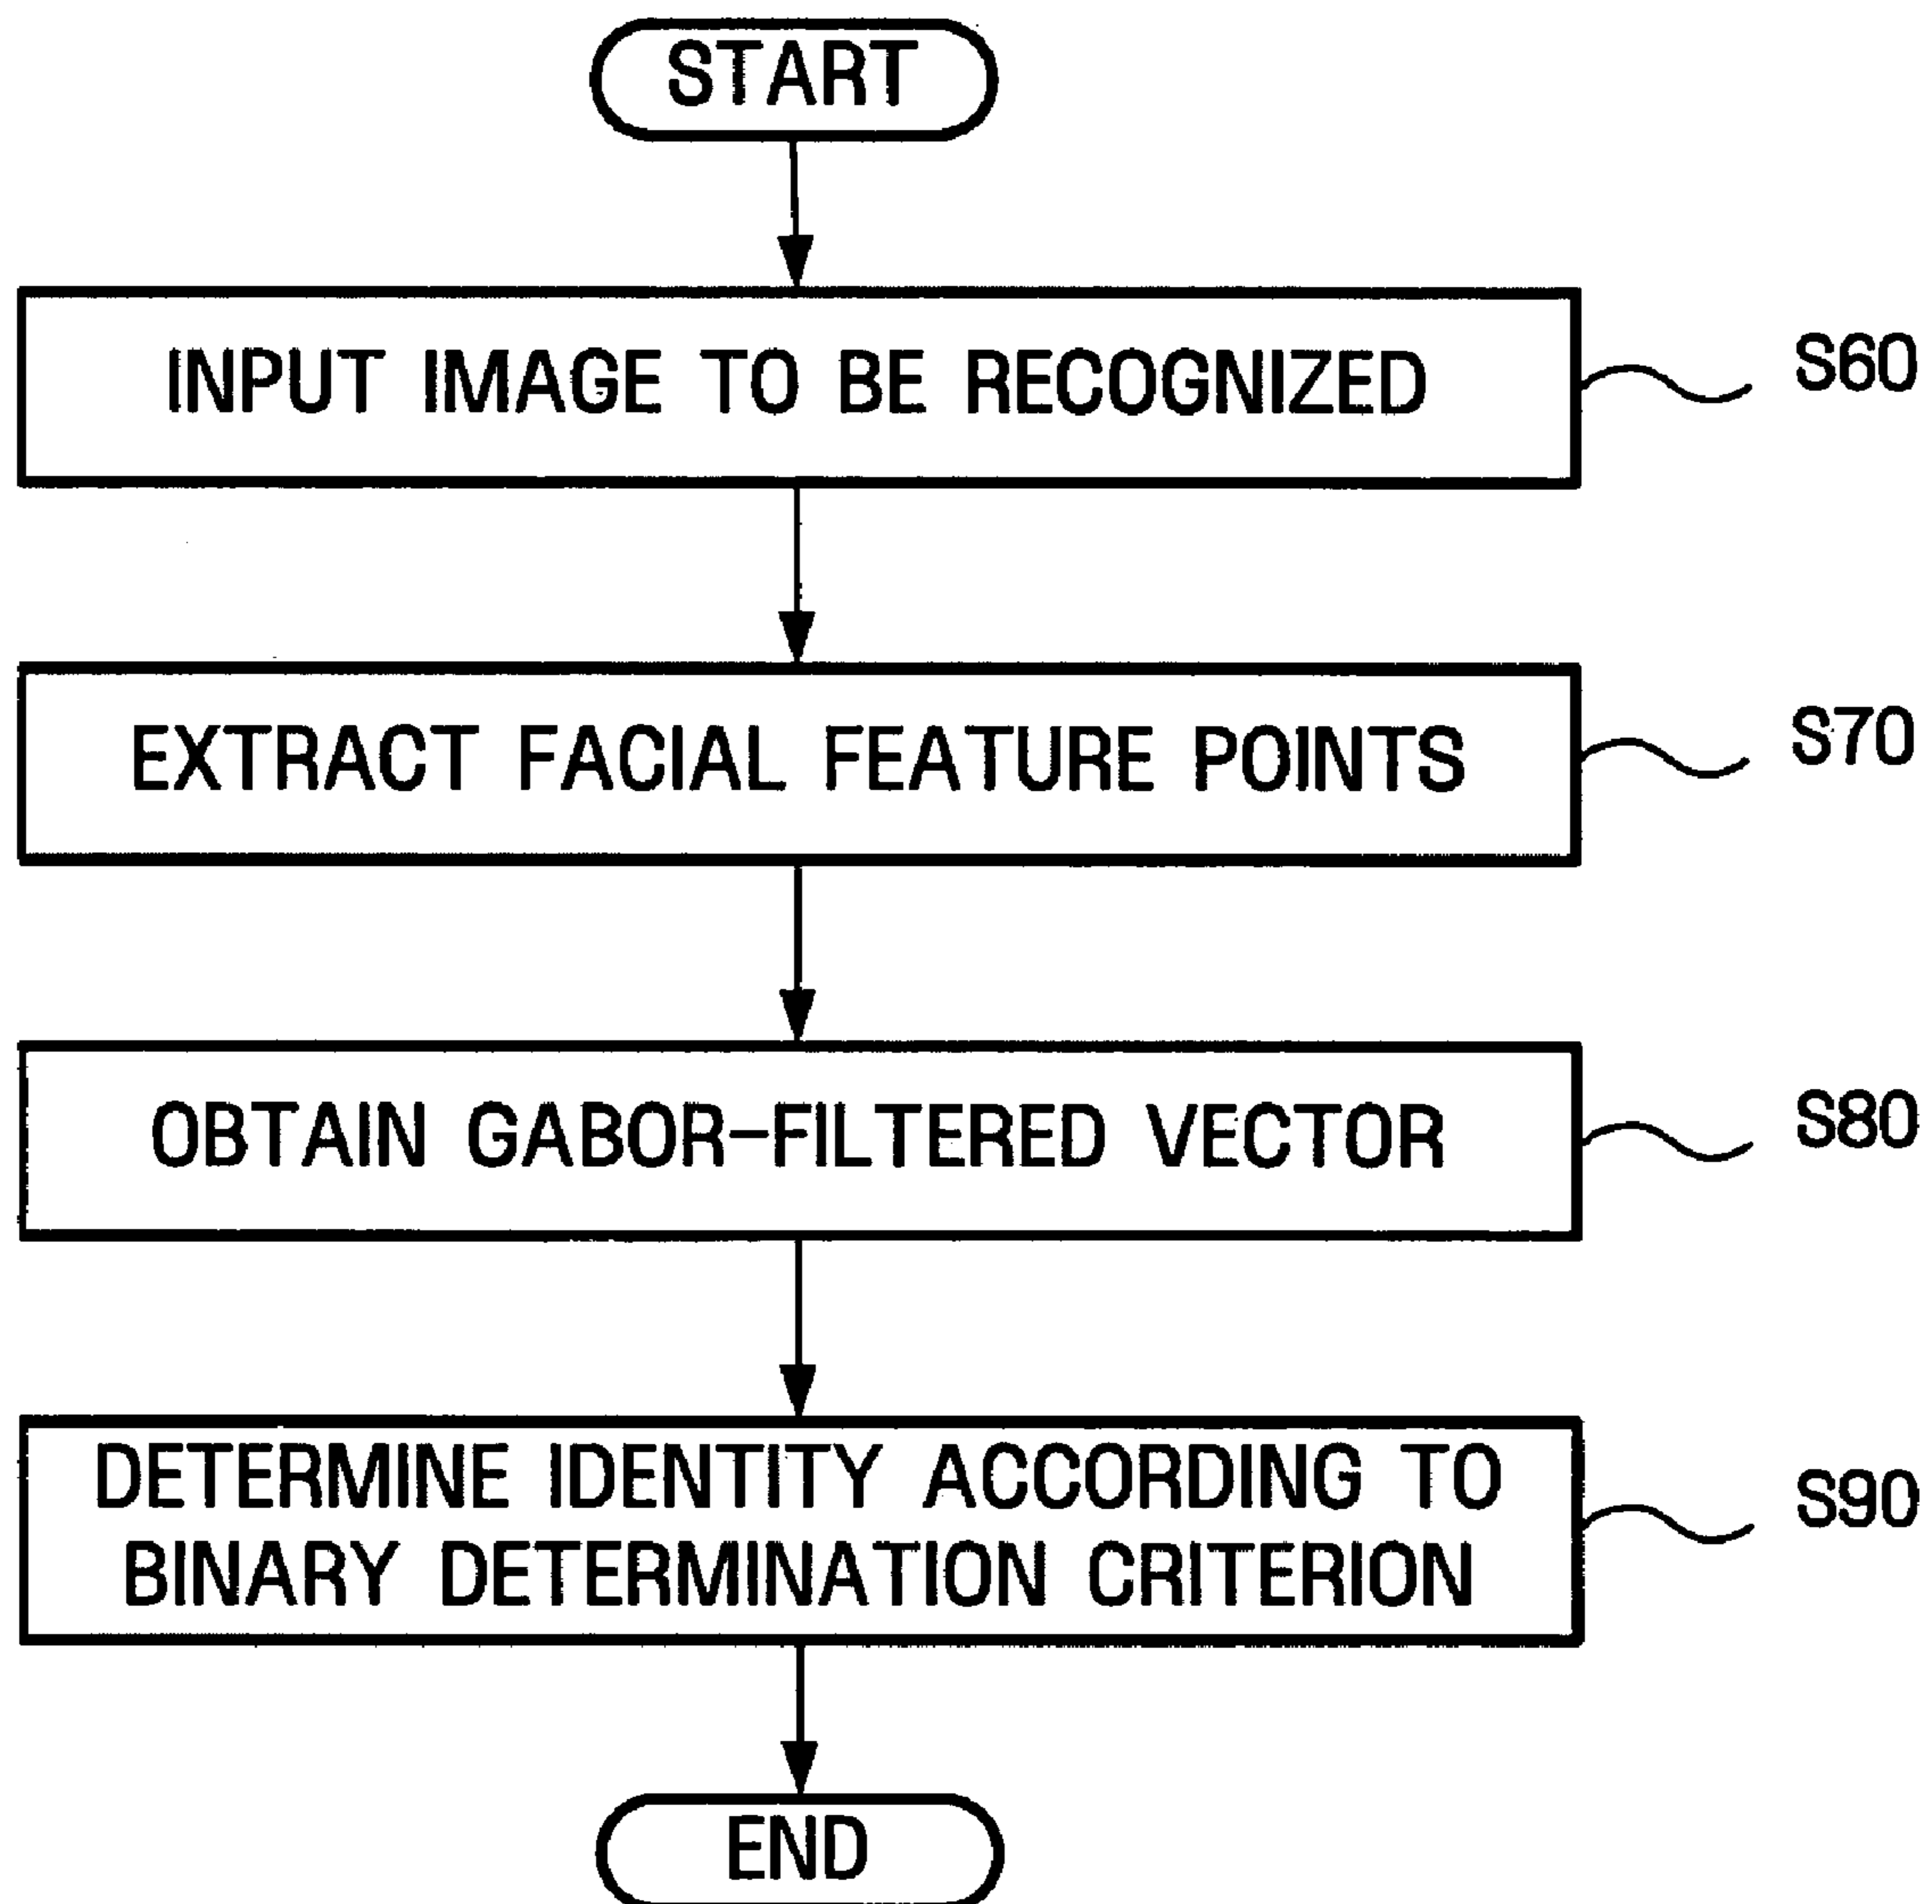 START
INPUT IMAGE TO BE RECOGNIZED
S60
EXTRACT FACIAL FEATURE POINTS
S70
OBTAIN GABOR-FILTERED VECTOR
S80
DETERMINE IDENTITY ACCORDING TO
BINARY DETERMINATION CRITERION
S90
END